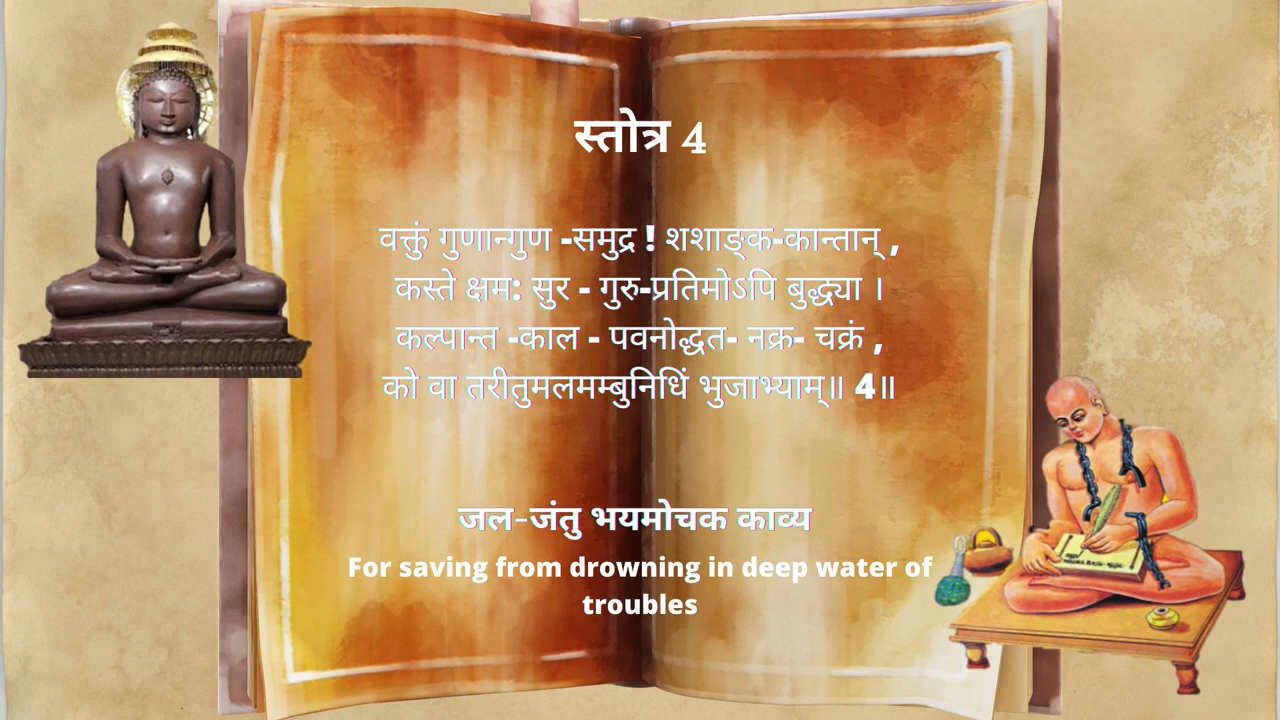 स्तोत्र 4
वक्तुं गुणान्गुण -समुद्र ! शशाङ्क-कान्तान् ,
कस्ते क्षम: सुर - गुरु-प्रतिमोऽपि बुद्ध्या ।
कल्पान्त -काल - पवनोद्धत- नक्र- चक्रं ,
को वा तरीतुमलमम्बुनिधिं भुजाभ्याम्॥ 4॥
जल-जंतु भयमोचक काव्य
For saving from drowning in deep water of
troubles